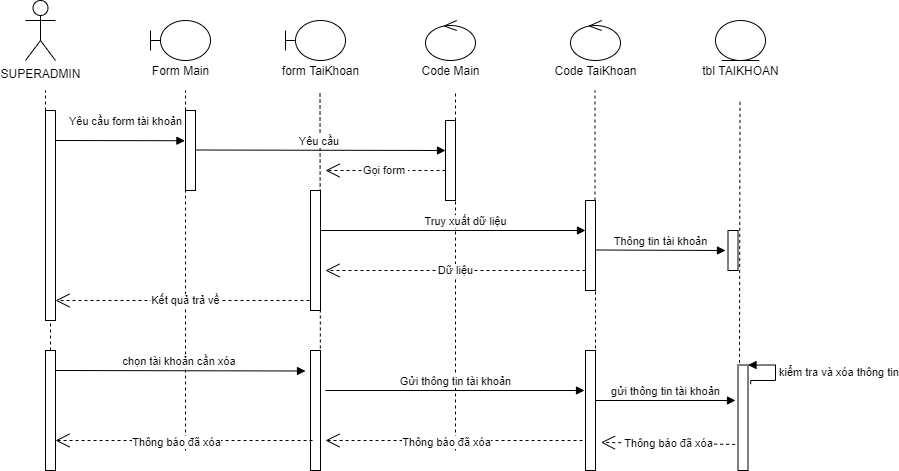 SUPERADMIN
Form Main
form TaiKhoan
Code Main
Code TaiKhoan
tbl TAIKHOAN
Yêu cầu form tài khoản
Yêu cầu
Gọi form
Truy xuất dữ liệu
Thông tin tài khoản
Dữ liệu
Kết quả trả về
chọn tài khoản cần xóa
kiểm tra và xóa thông tin
Gửi thông tin tài khoản
gửi thông tin tài khoản
Thông báo đã xóa
Thông báo đã xóa
Thông báo đã xóa